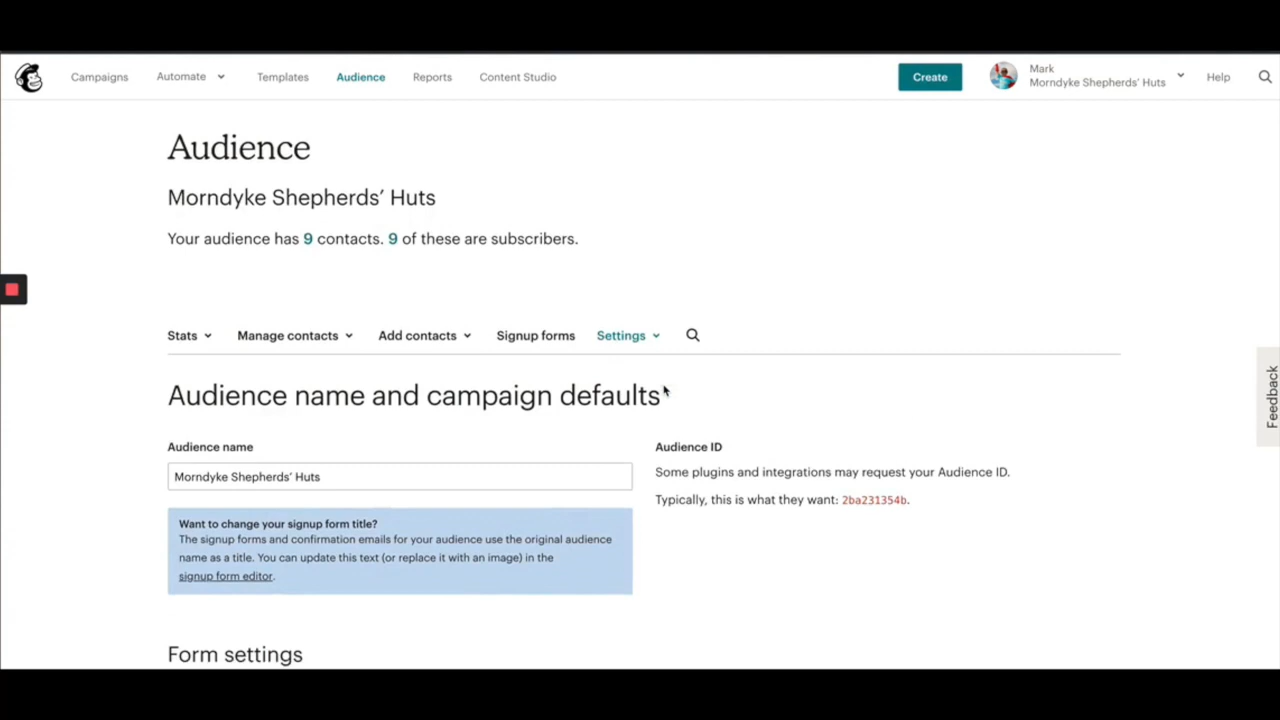 Campaigns Automate Templates Audience Reports Content Studio Create Mark Help
Morndyke Shepherds' Huts
Audience
Morndyke Shepherds' Huts
Your audience has 9 contacts. 9 of these are subscribers.
Stats Manage contacts Add contacts Signup forms Settings
Audience name and campaign defaults
Audience name
Morndyke Shepherds' Huts
Want to change your signup form title?
The signup forms and confirmation emails for your audience use the original audience
name as a title. You can update this text (or replace it with an image) in the
signup form editor.
Audience ID
Some plugins and integrations may request your Audience ID.
Typically, this is what they want: 2ba231354b.
Feedback
Form settings